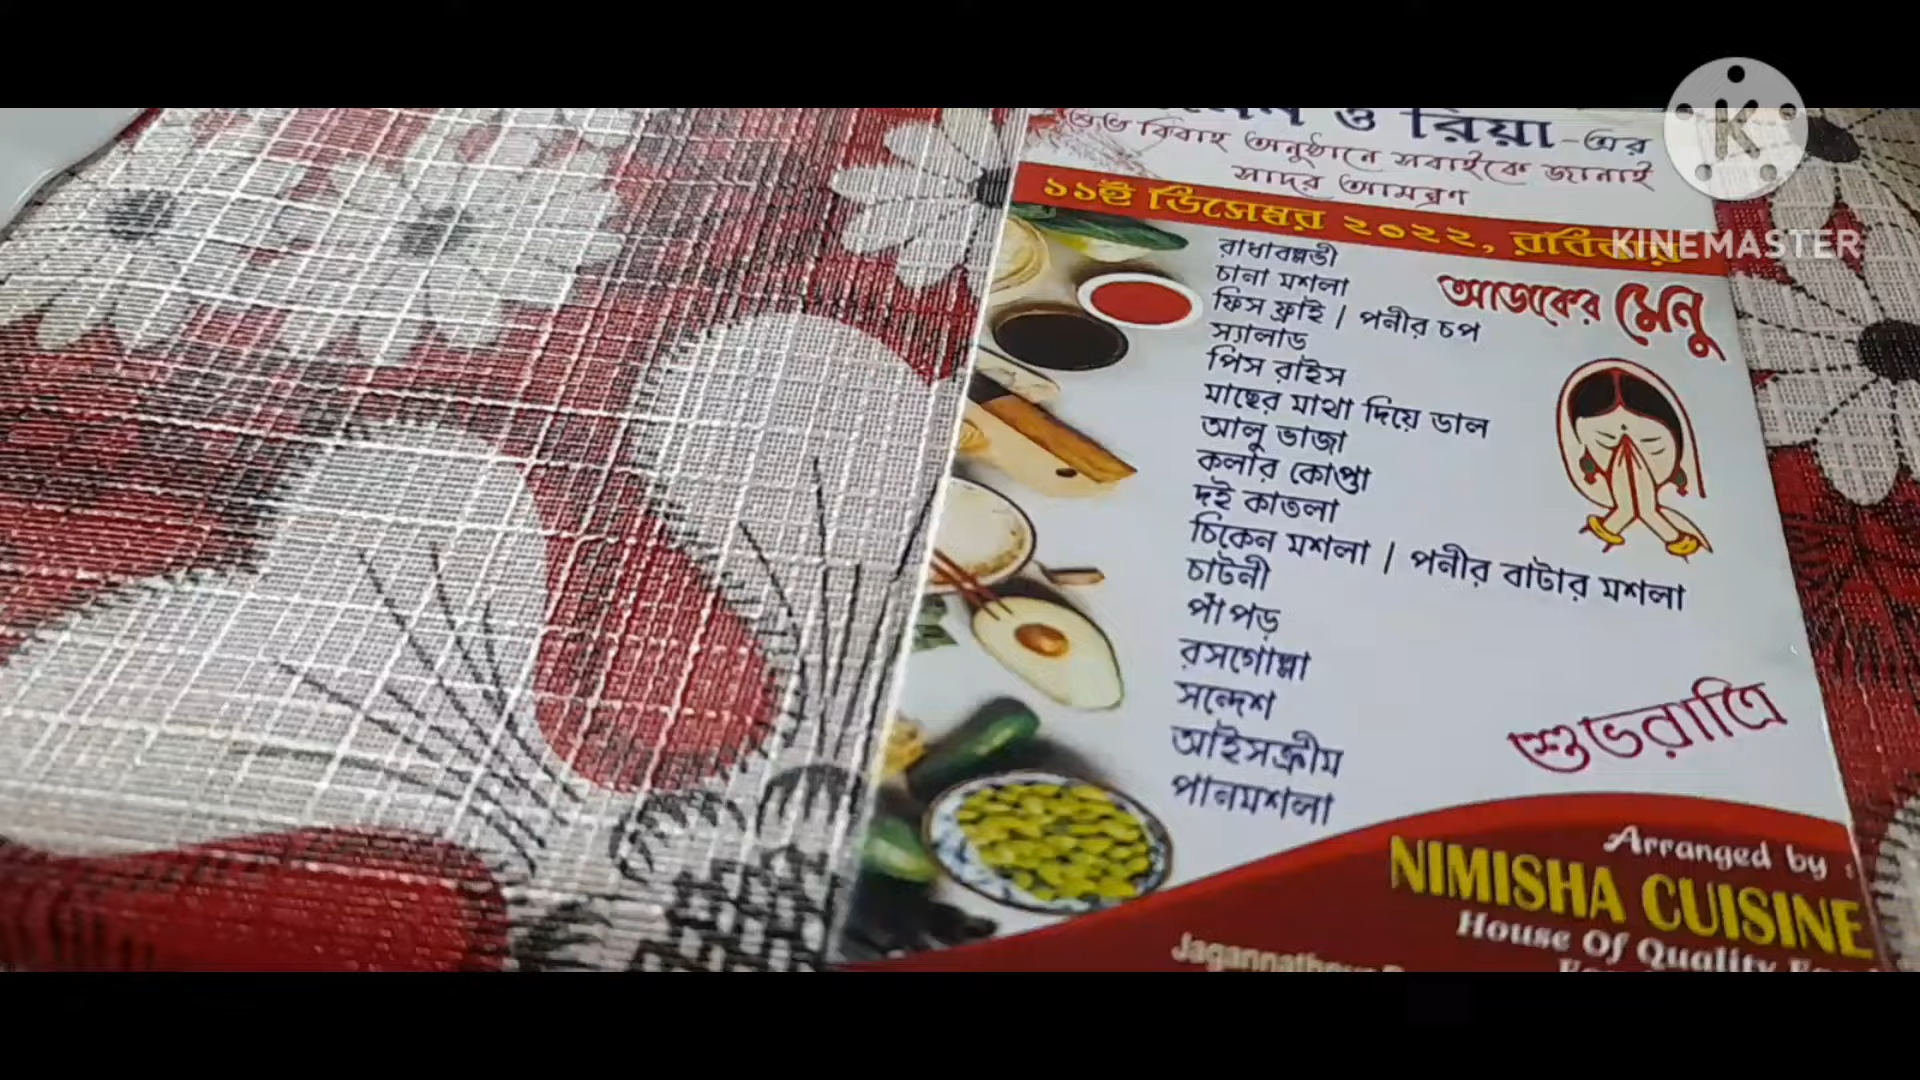 ও রিয়া-এর
শুভ বিবাহ অনুষ্ঠানে সবাইকে জানাই
সাদর আমন্ত্রণ
১১ই ডিসেম্বর ২০২২, রবিবার
KINEMASTER
আজকের মেনু
রাধাবল্লভী
চানা মশলা
ফিস ফ্রাই / পনীর চপ
স্যালাড
পিস রাইস
মাছের মাথা দিয়ে ডাল
আলু ভাজা
কলার কোপ্তা
দই কাতলা
চিকেন মশলা / পনীর বাটার মশলা
চাটনী
পাঁপড়
রসগোল্লা
সন্দেশ
আইসক্রীম
পানমশলা
শুভরাত্রি
Arranged by :
NIMISHA CUISINE
House Of Quality